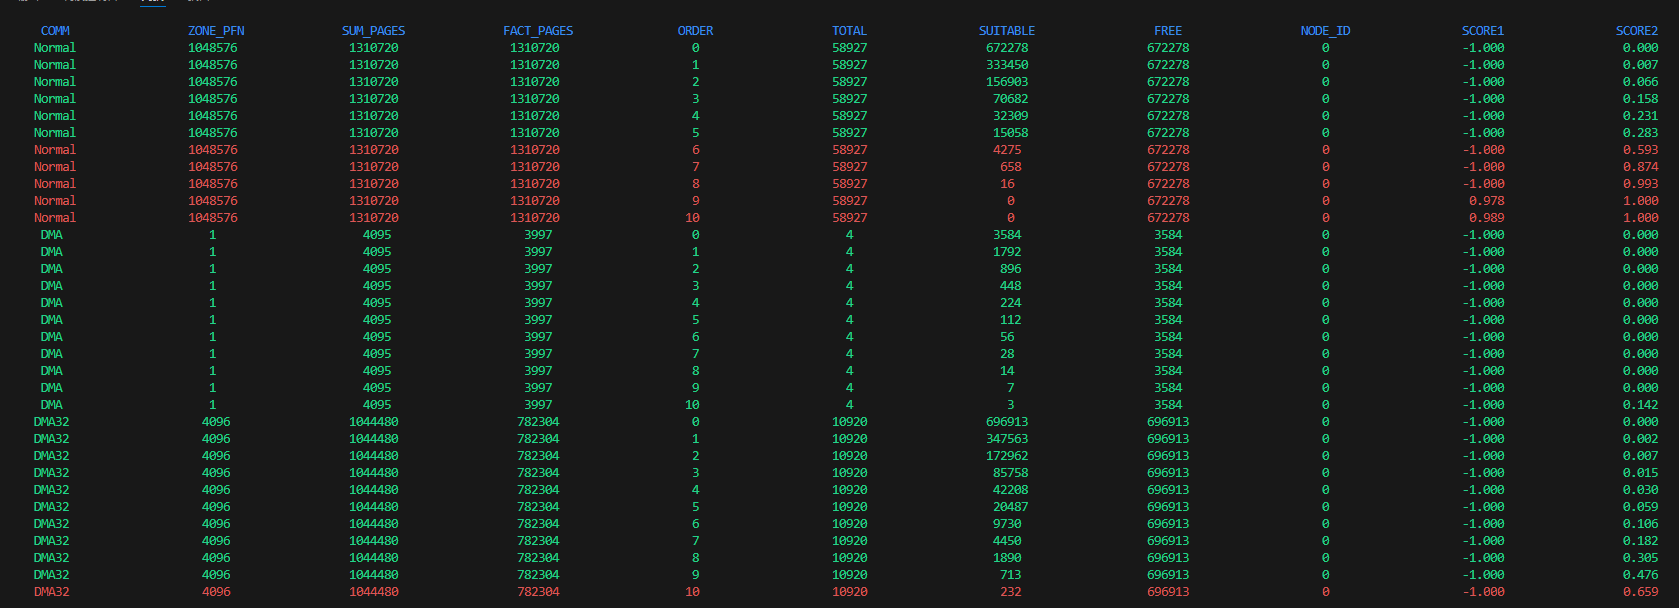 COMM ZONE_PFN SUM_PAGES FACT_PAGES ORDER TOTAL SUITABLE FREE NODE_ID SCORE1 SCORE2
Normal 1048576 1310720 1310720 0 58927 672278 672278 0 -1.000 0.000
Normal 1048576 1310720 1310720 1 58927 333450 672278 0 -1.000 0.007
Normal 1048576 1310720 1310720 2 58927 156903 672278 0 -1.000 0.066
Normal 1048576 1310720 1310720 3 58927 70682 672278 0 -1.000 0.158
Normal 1048576 1310720 1310720 4 58927 32309 672278 0 -1.000 0.231
Normal 1048576 1310720 1310720 5 58927 15058 672278 0 -1.000 0.283
Normal 1048576 1310720 1310720 6 58927 4275 672278 0 -1.000 0.593
Normal 1048576 1310720 1310720 7 58927 658 672278 0 -1.000 0.874
Normal 1048576 1310720 1310720 8 58927 16 672278 0 -1.000 0.993
Normal 1048576 1310720 1310720 9 58927 0 672278 0 0.978 1.000
Normal 1048576 1310720 1310720 10 58927 0 672278 0 0.989 1.000
DMA 1 4095 3997 0 4 3584 3584 0 -1.000 0.000
DMA 1 4095 3997 1 4 1792 3584 0 -1.000 0.000
DMA 1 4095 3997 2 4 896 3584 0 -1.000 0.000
DMA 1 4095 3997 3 4 448 3584 0 -1.000 0.000
DMA 1 4095 3997 4 4 224 3584 0 -1.000 0.000
DMA 1 4095 3997 5 4 112 3584 0 -1.000 0.000
DMA 1 4095 3997 6 4 56 3584 0 -1.000 0.000
DMA 1 4095 3997 7 4 28 3584 0 -1.000 0.000
DMA 1 4095 3997 8 4 14 3584 0 -1.000 0.000
DMA 1 4095 3997 9 4 7 3584 0 -1.000 0.000
DMA 1 4095 3997 10 4 3 3584 0 -1.000 0.142
DMA32 4096 1044480 782304 0 10920 696913 696913 0 -1.000 0.000
DMA32 4096 1044480 782304 1 10920 347563 696913 0 -1.000 0.002
DMA32 4096 1044480 782304 2 10920 172962 696913 0 -1.000 0.007
DMA32 4096 1044480 782304 3 10920 85758 696913 0 -1.000 0.015
DMA32 4096 1044480 782304 4 10920 42208 696913 0 -1.000 0.030
DMA32 4096 1044480 782304 5 10920 20487 696913 0 -1.000 0.059
DMA32 4096 1044480 782304 6 10920 9730 696913 0 -1.000 0.106
DMA32 4096 1044480 782304 7 10920 4450 696913 0 -1.000 0.182
DMA32 4096 1044480 782304 8 10920 1890 696913 0 -1.000 0.305
DMA32 4096 1044480 782304 9 10920 713 696913 0 -1.000 0.476
DMA32 4096 1044480 782304 10 10920 232 696913 0 -1.000 0.659